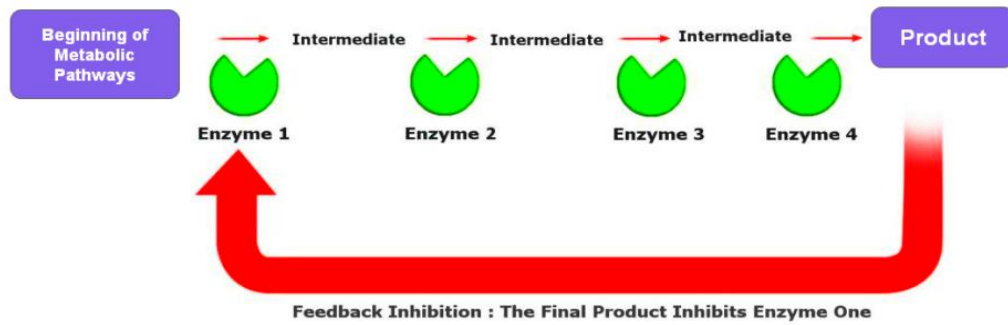 Beginning of
Metabolic
Pathways
Intermediate
Intermediate
Intermediate
Product
Enzyme 1
Enzyme 2
Enzyme 3
Enzyme 4
Feedback Inhibition : The Final Product Inhibits Enzyme One